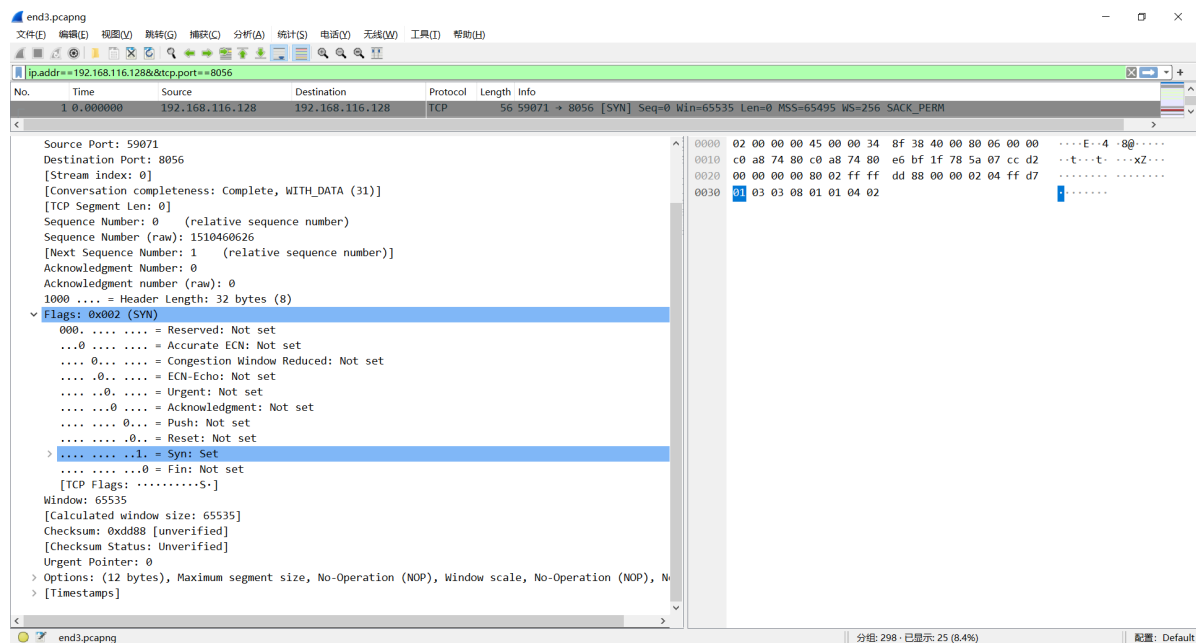 end3.pcapng
文件(F) 编辑(E) 视图(V) 跳转(G) 捕获(C) 分析(A) 统计(S) 电话(Y) 无线(W) 工具(T) 帮助(H)
ip.addr==192.168.116.128&&tcp.port==8056
No. Time Source Destination Protocol Length Info
1 0.000000 192.168.116.128 192.168.116.128 TCP 56 59071 → 8056 [SYN] Seq=0 Win=65535 Len=0 MSS=65495 WS=256 SACK_PERM
Source Port: 59071
Destination Port: 8056
[Stream index: 0]
[Conversation completeness: Complete, WITH_DATA (31)]
[TCP Segment Len: 0]
Sequence Number: 0 (relative sequence number)
Sequence Number (raw): 1510460626
[Next Sequence Number: 1 (relative sequence number)]
Acknowledgment Number: 0
Acknowledgment number (raw): 0
1000 .... = Header Length: 32 bytes (8)
Flags: 0x002 (SYN)
000. .... .... = Reserved: Not set
...0 .... .... = Accurate ECN: Not set
.... 0... .... = Congestion Window Reduced: Not set
.... .0.. .... = ECN-Echo: Not set
.... ..0. .... = Urgent: Not set
.... ...0 .... = Acknowledgment: Not set
.... .... 0... = Push: Not set
.... .... .0.. = Reset: Not set
.... .... ..1. = Syn: Set
.... .... ...0 = Fin: Not set
[TCP Flags: ··········S·]
Window: 65535
[Calculated window size: 65535]
Checksum: 0xdd88 [unverified]
[Checksum Status: Unverified]
Urgent Pointer: 0
Options: (12 bytes), Maximum segment size, No-Operation (NOP), Window scale, No-Operation (NOP), N
[Timestamps]
0000 02 00 00 00 45 00 00 34 8f 38 40 00 80 06 00 00 ····E··4 ·8@·····
0010 c0 a8 74 80 c0 a8 74 80 e6 bf 1f 78 5a 07 cc d2 ··t···t· ···xZ···
0020 00 00 00 00 80 02 ff ff dd 88 00 00 02 04 ff d7 ········ ········
0030 01 03 03 08 01 01 04 02 ········
end3.pcapng
分组: 298 · 已显示: 25 (8.4%)
配置: Default